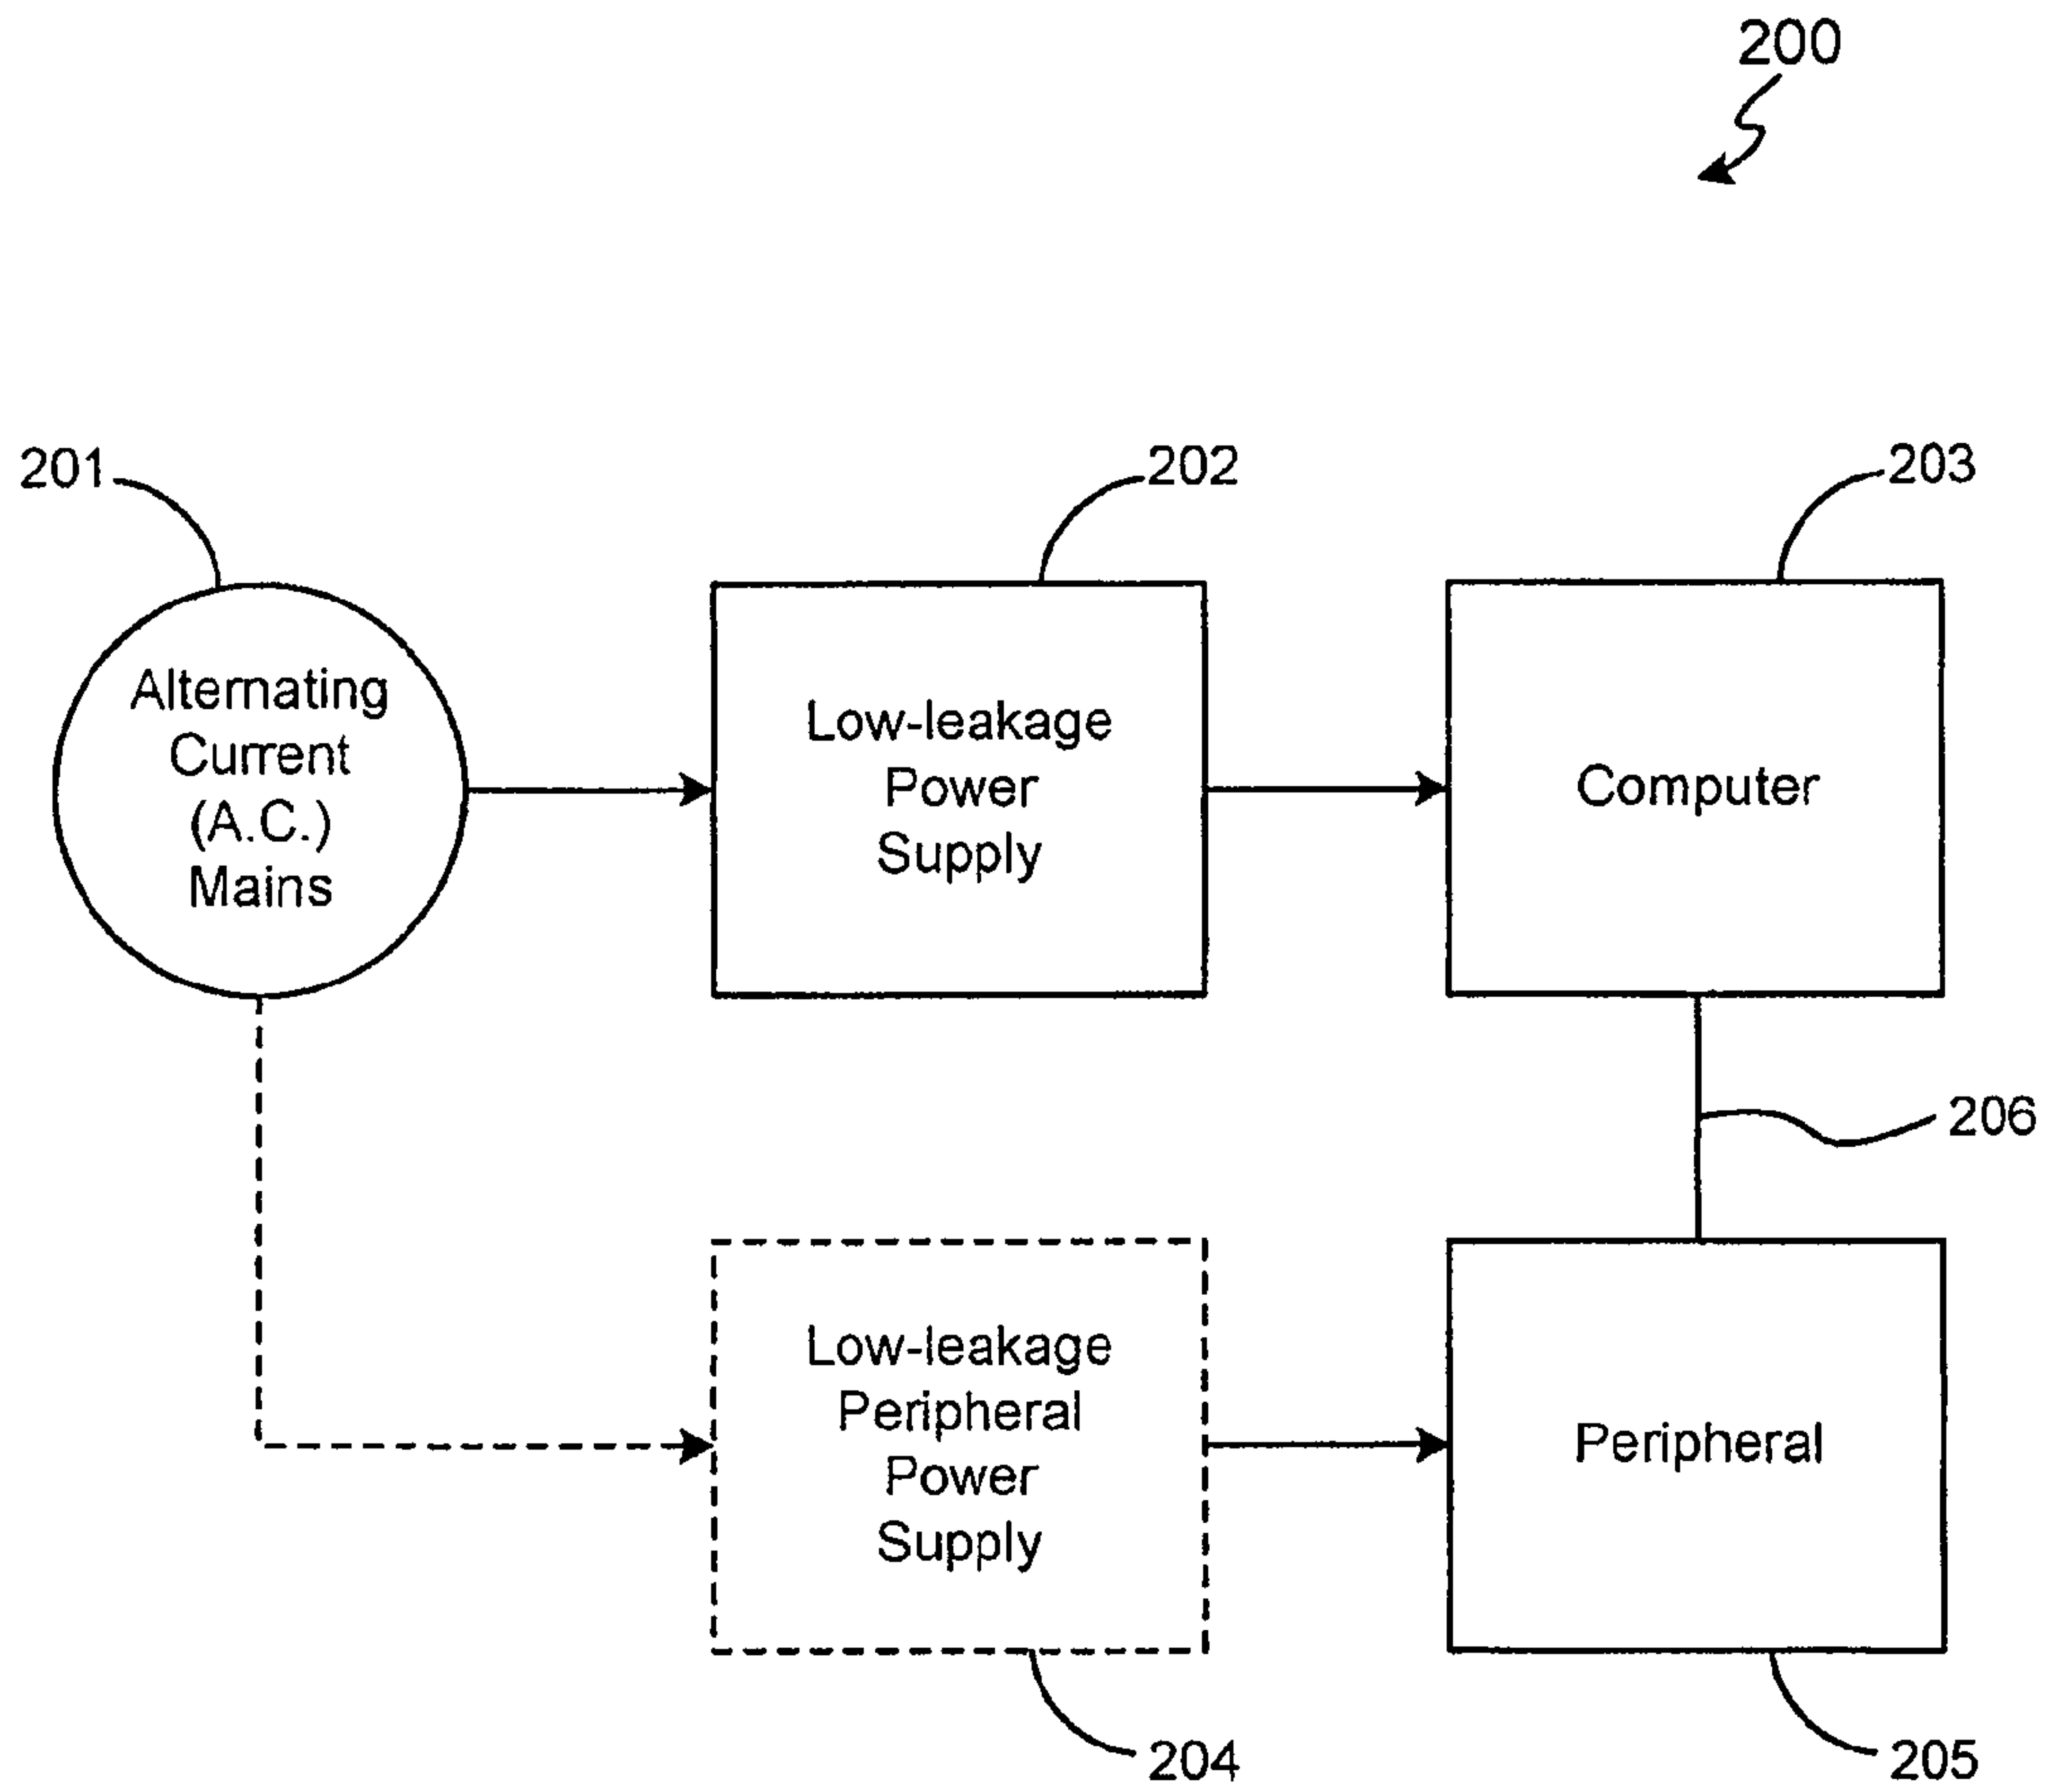 200
201
202
203
Alternating
Current
(A.C.)
Mains
Low-leakage
Power
Supply
Computer
206
Low-leakage
Peripheral
Power
Supply
Peripheral
204
205